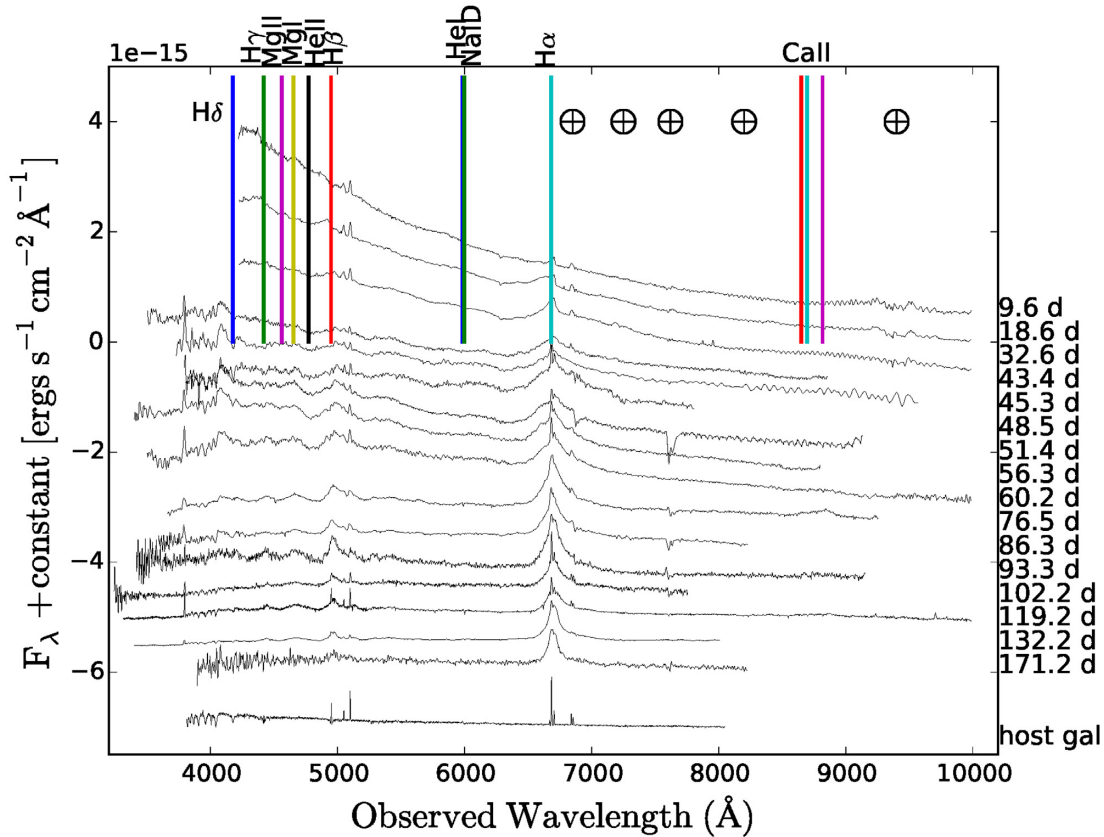 Hγ
MgII
MgI
HeII
Hβ
HeI
NaID
Hα
CaII
1e−15
Hδ
4
2
0
−2
−4
−6
F_λ +constant [ergs s⁻¹ cm⁻² Å⁻¹]
9.6 d
18.6 d
32.6 d
43.4 d
45.3 d
48.5 d
51.4 d
56.3 d
60.2 d
76.5 d
86.3 d
93.3 d
102.2 d
119.2 d
132.2 d
171.2 d
host gal
4000 5000 6000 7000 8000 9000 10000
Observed Wavelength (Å)